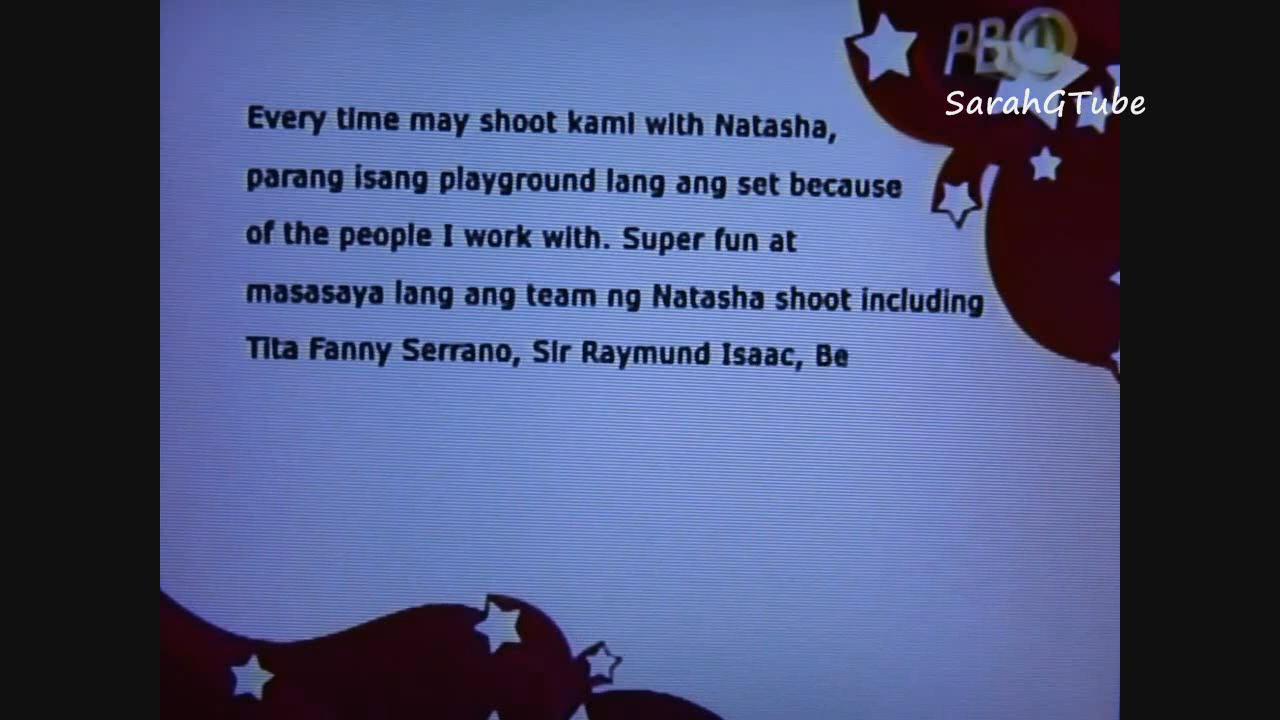 PBO
SarahGTube
Every time may shoot kami with Natasha,
parang isang playground lang ang set because
of the people I work with. Super fun at
masasaya lang ang team ng Natasha shoot including
Tita Fanny Serrano, Sir Raymund Isaac, Be